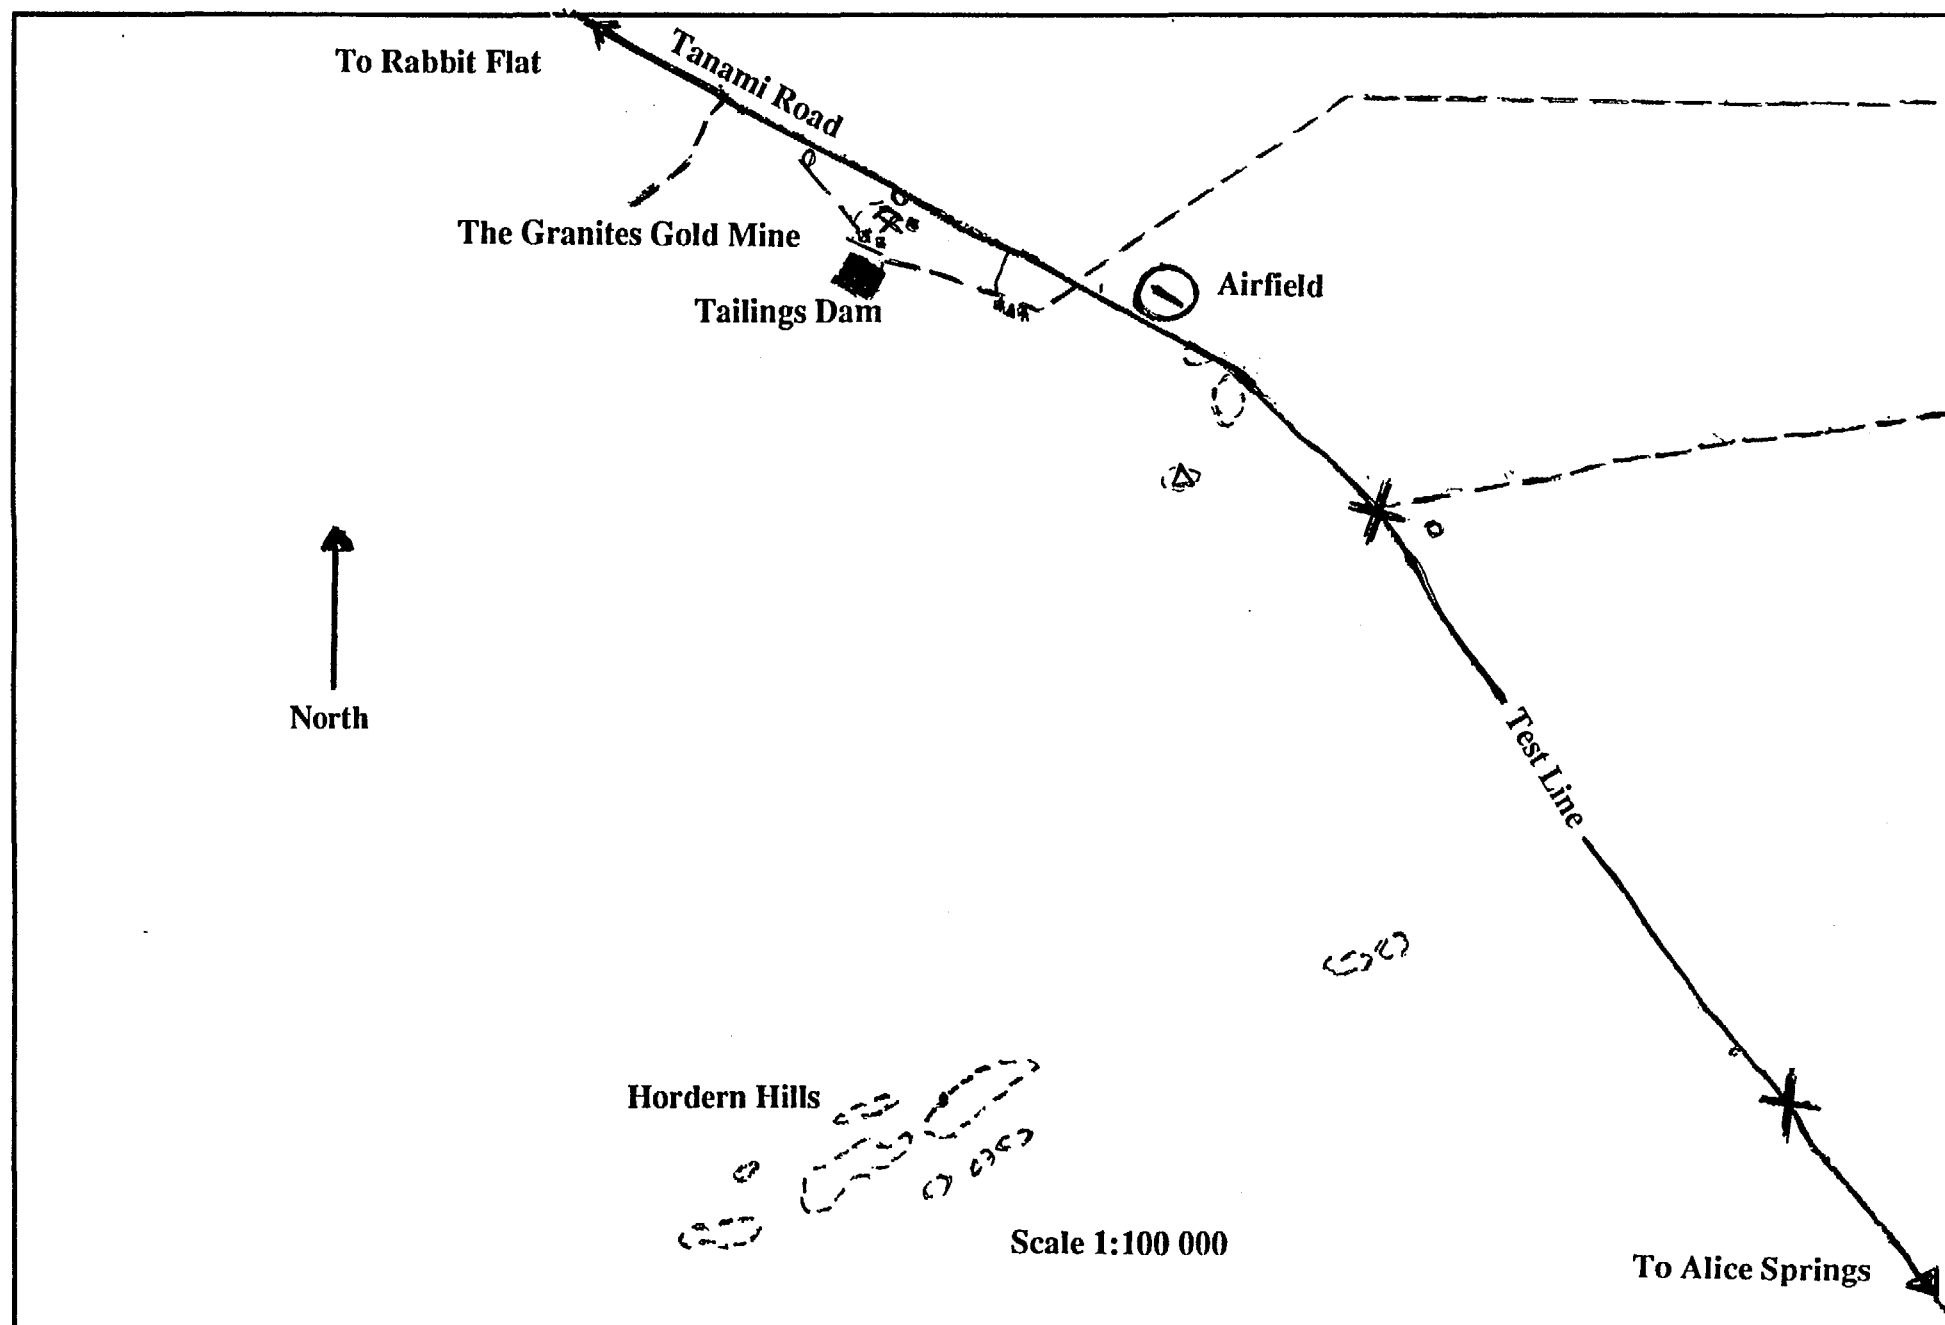 To Rabbit Flat
Tanami Road
The Granites Gold Mine
Tailings Dam
Airfield
North
Test Line
Hordern Hills
Scale 1:100 000
To Alice Springs